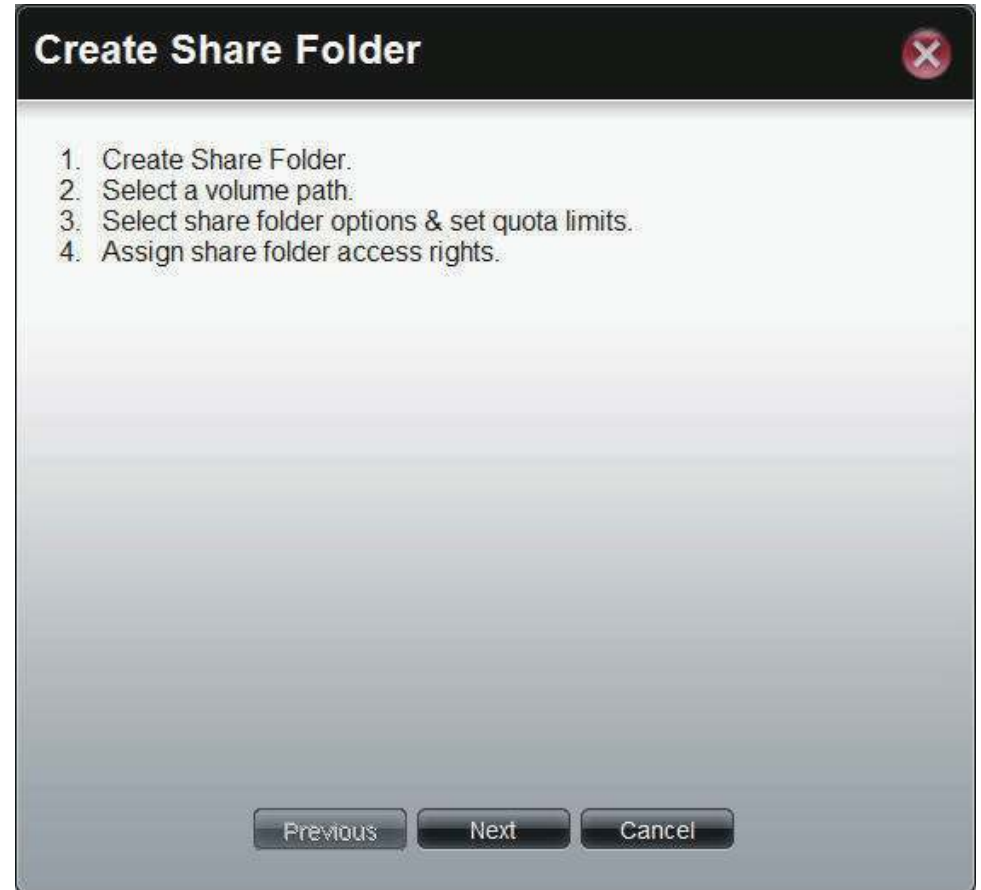 Create Share Folder
1. Create Share Folder.
2. Select a volume path.
3. Select share folder options & set quota limits.
4. Assign share folder access rights.
Previous Next Cancel